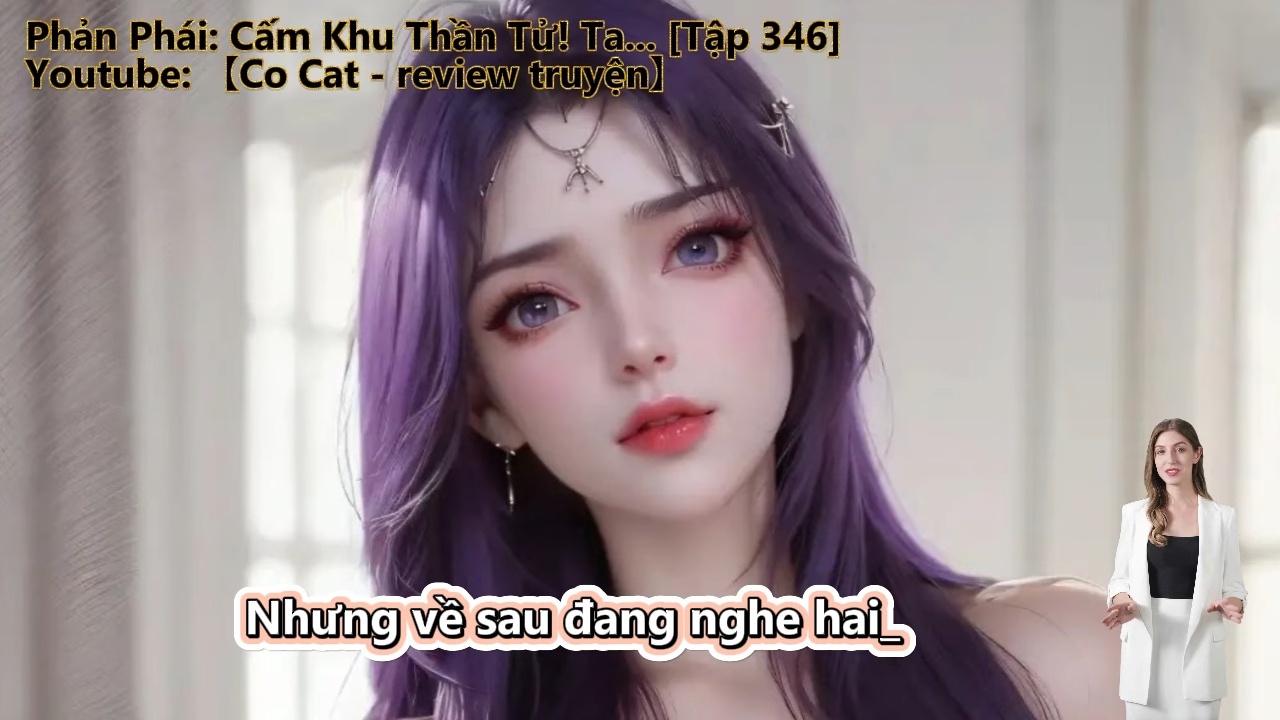 Phản Phái: Cấm Khu Thần Tử! Ta... [Tập 346]
Youtube: 【Co Cat - review truyện】
Nhưng về sau đang nghe hai_